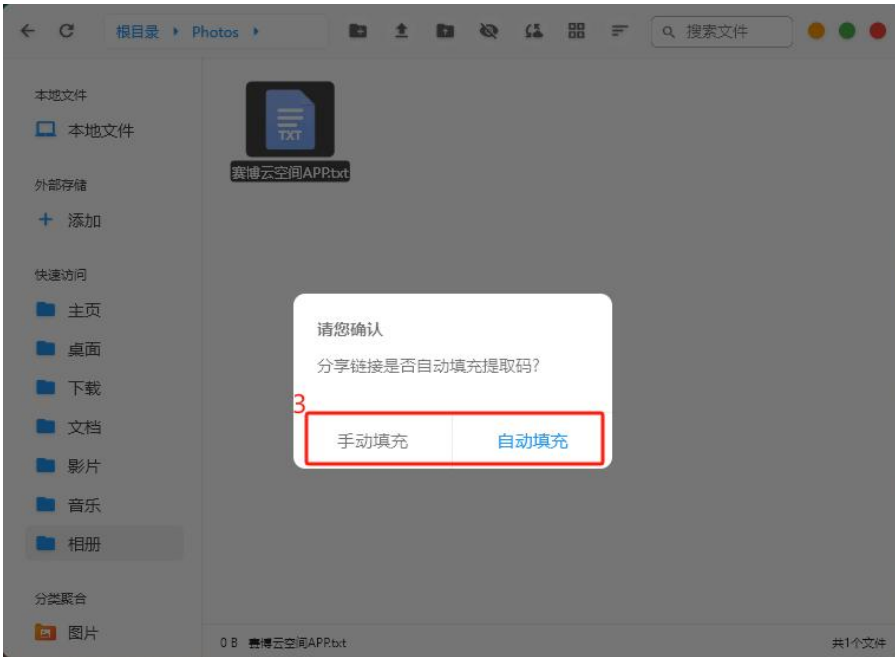 根目录 Photos
搜索文件
本地文件
本地文件
外部存储
添加
快速访问
主页
桌面
下载
文档
影片
音乐
相册
分类聚合
图片
TXT
赛博云空间APP.txt
请您确认
分享链接是否自动填充提取码?
3
手动填充 自动填充
0 B 赛博云空间APP.txt
共1个文件